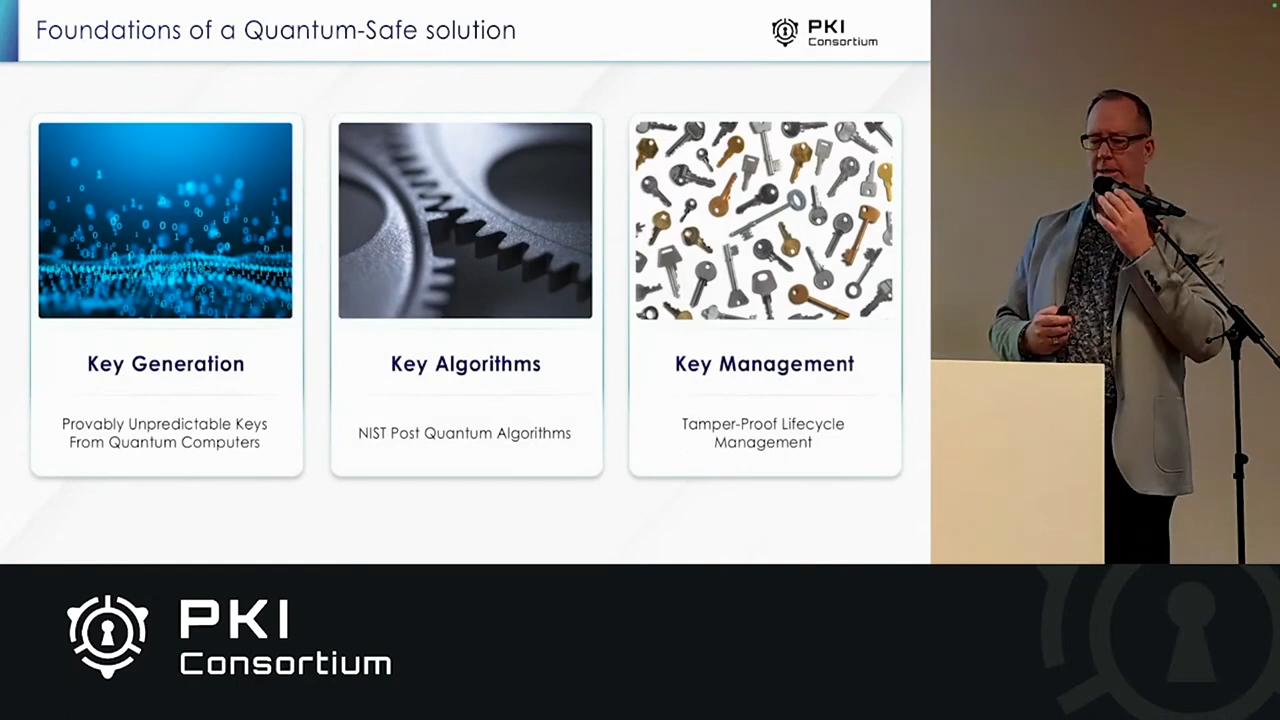 Foundations of a Quantum-Safe solution
PKI
Consortium
Key Generation
Provably Unpredictable Keys
From Quantum Computers
Key Algorithms
NIST Post Quantum Algorithms
Key Management
Tamper-Proof Lifecycle
Management
PKI
Consortium